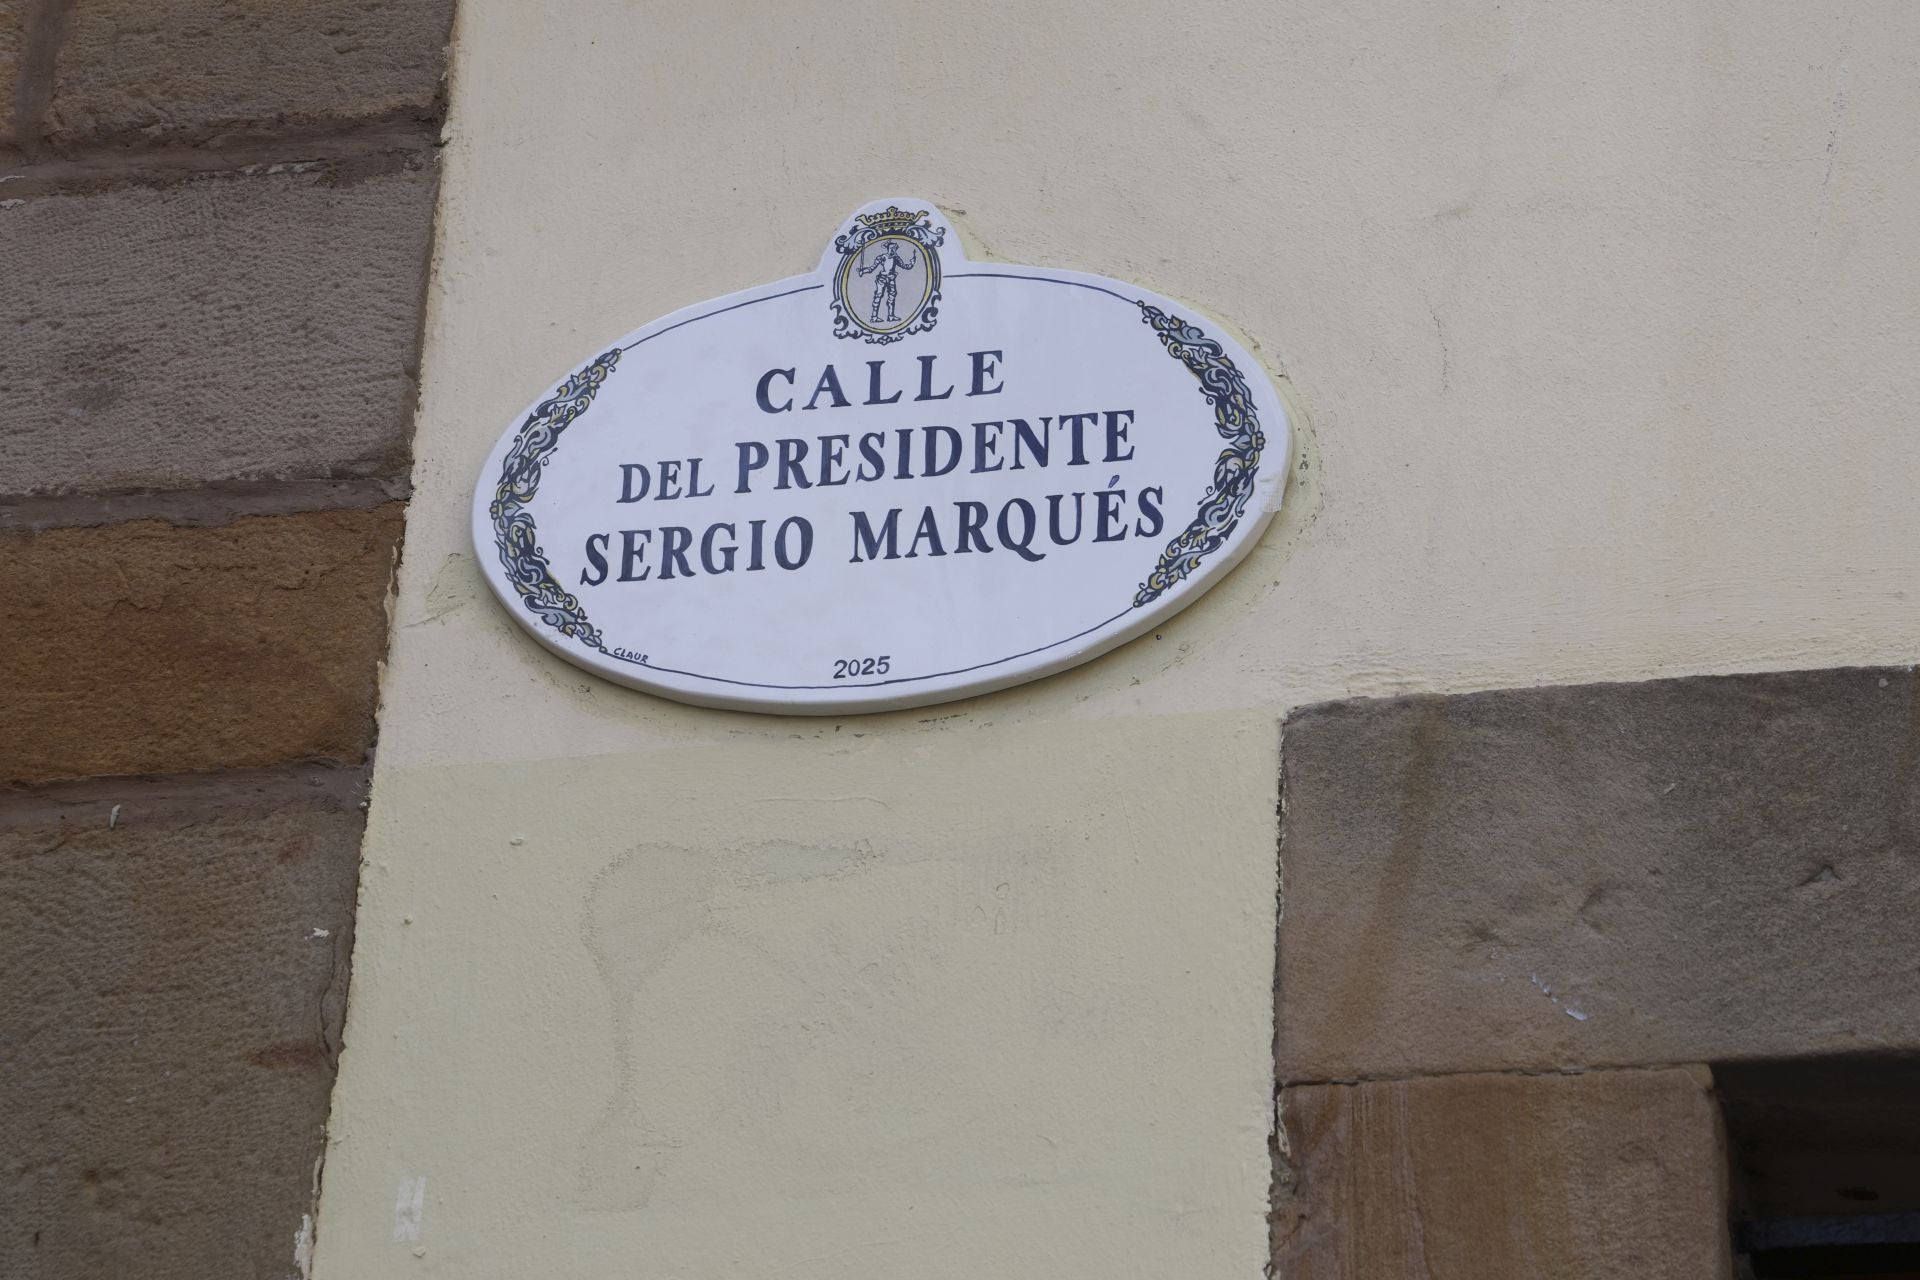 CALLE
DEL PRESIDENTE
SERGIO MARQUÉS
CLAUR
2025